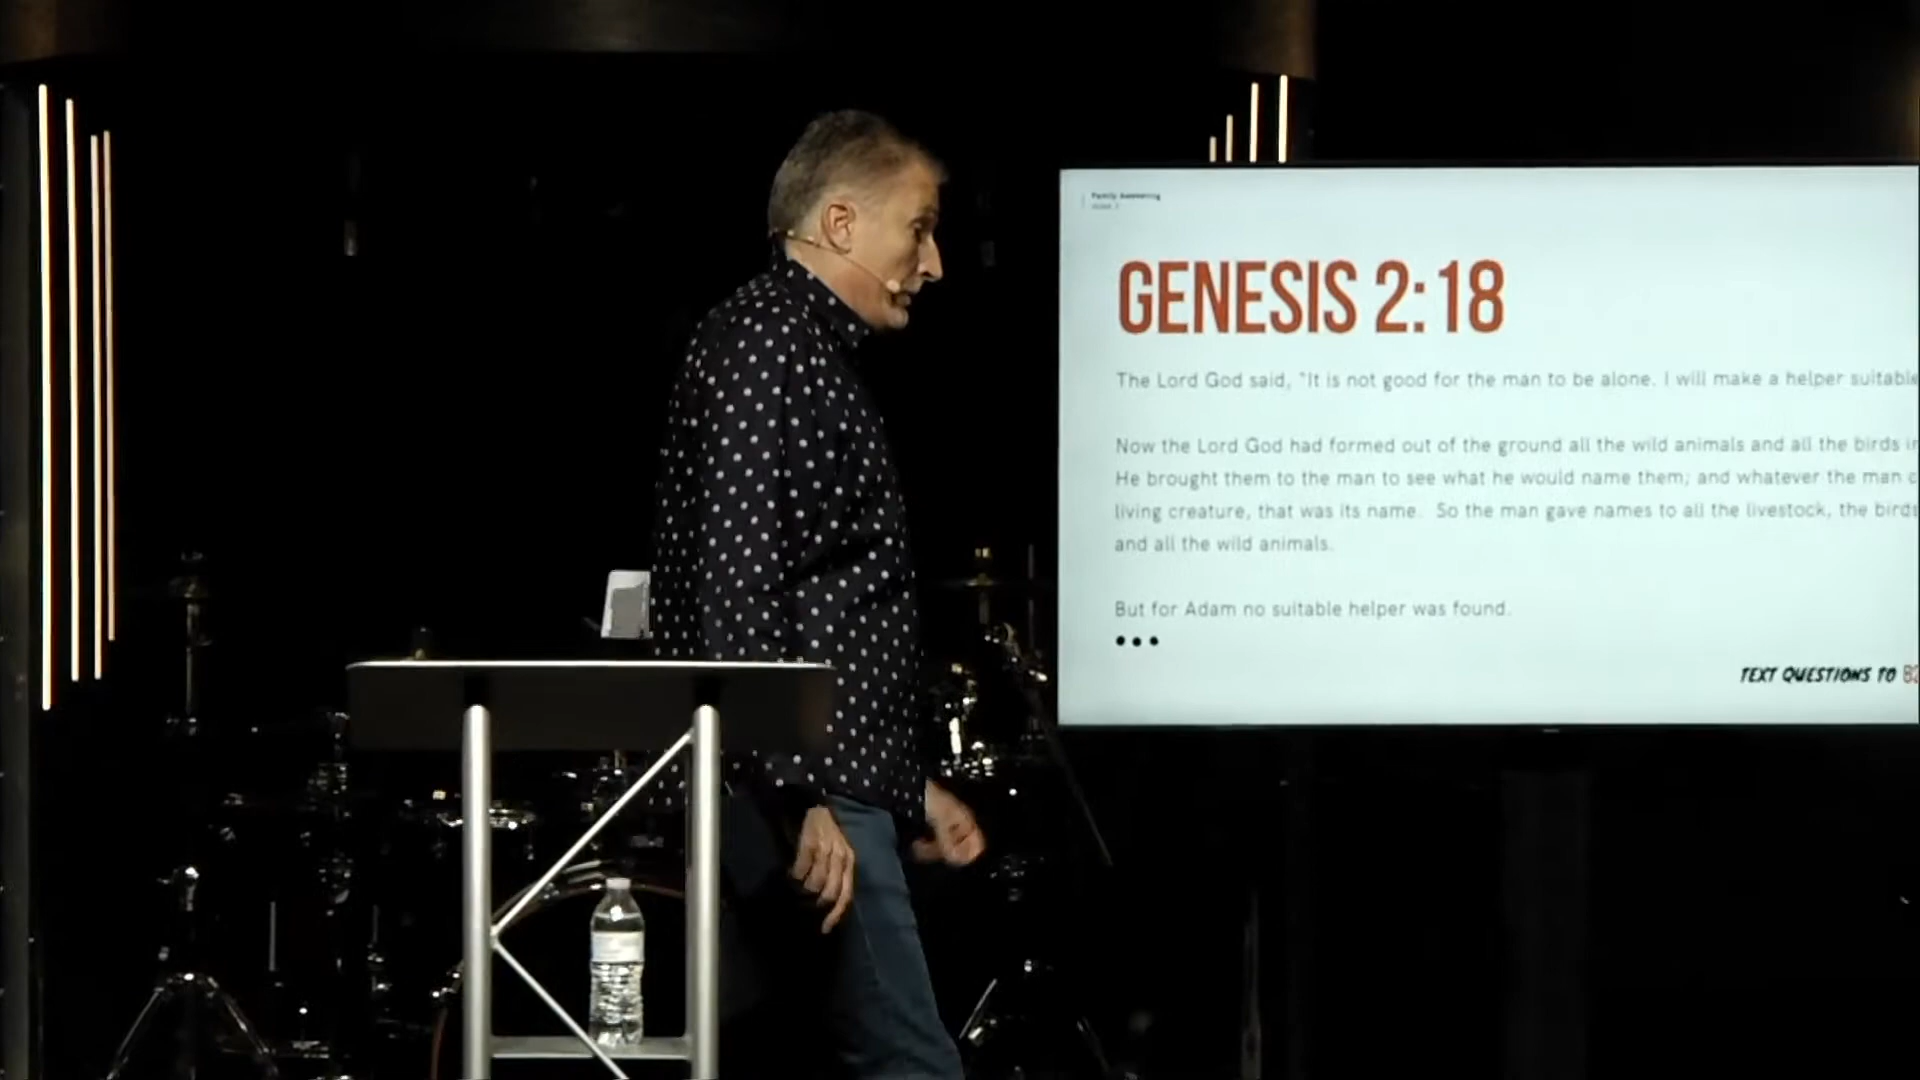 Family Awakening
GENESIS 2:18
The Lord God said, "It is not good for the man to be alone. I will make a helper suitable
Now the Lord God had formed out of the ground all the wild animals and all the birds in
He brought them to the man to see what he would name them; and whatever the man c
living creature, that was its name. So the man gave names to all the livestock, the birds
and all the wild animals.
But for Adam no suitable helper was found.
•••
TEXT QUESTIONS TO